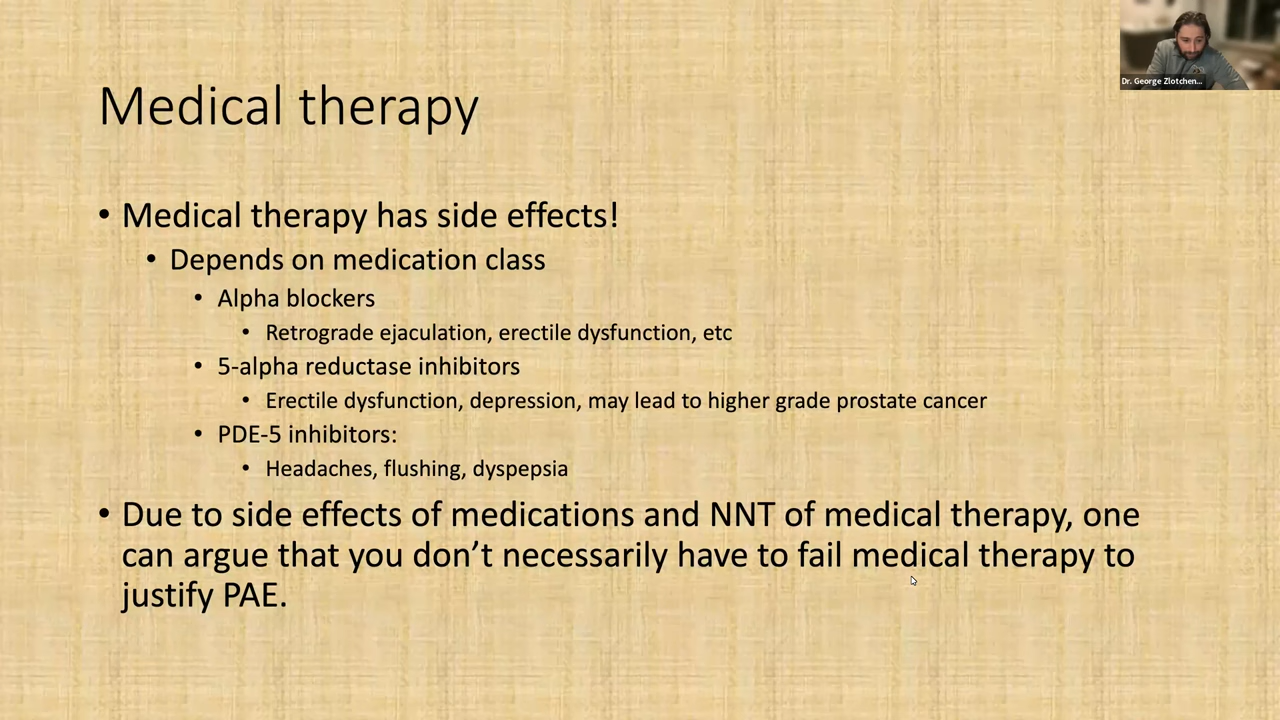 Dr. George Zlotchen...
Medical therapy
• Medical therapy has side effects!
• Depends on medication class
• Alpha blockers
• Retrograde ejaculation, erectile dysfunction, etc
• 5-alpha reductase inhibitors
• Erectile dysfunction, depression, may lead to higher grade prostate cancer
• PDE-5 inhibitors:
• Headaches, flushing, dyspepsia
• Due to side effects of medications and NNT of medical therapy, one
can argue that you don’t necessarily have to fail medical therapy to
justify PAE.